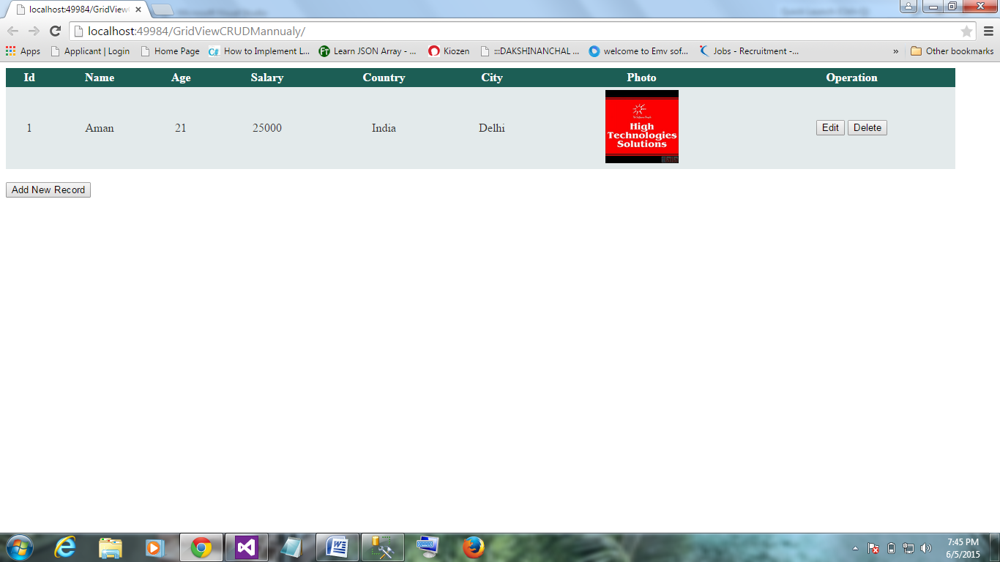 localhost:49984/GridView
localhost:49984/GridViewCRUDMannualy/
Apps Applicant | Login Home Page How to Implement L... Learn JSON Array - ... Kiozen :::DAKSHINANCHAL ... welcome to Emv sof... Jobs - Recruitment -... » Other bookmarks
Id Name Age Salary Country City Photo Operation
High
Technologies
Solutions
1 Aman 21 25000 India Delhi Edit Delete
Add New Record
7:45 PM
6/5/2015